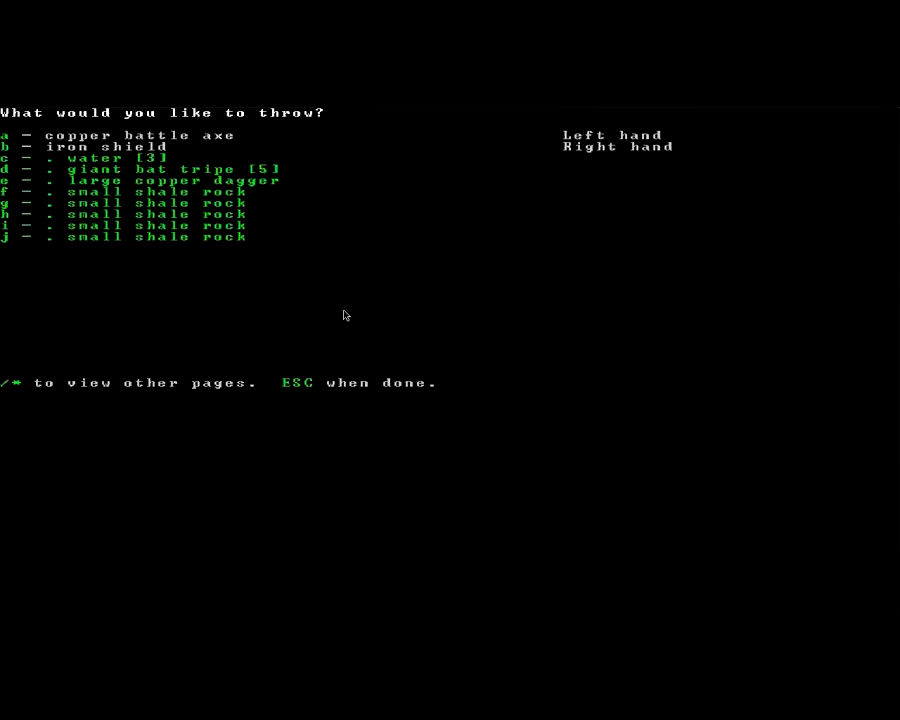 What would you like to throw?
a - copper battle axe Left hand
b - iron shield Right hand
c - . water [3]
d - . giant bat tripe [5]
e - . large copper dagger
f - . small shale rock
g - . small shale rock
h - . small shale rock
i - . small shale rock
j - . small shale rock
/* to view other pages. ESC when done.